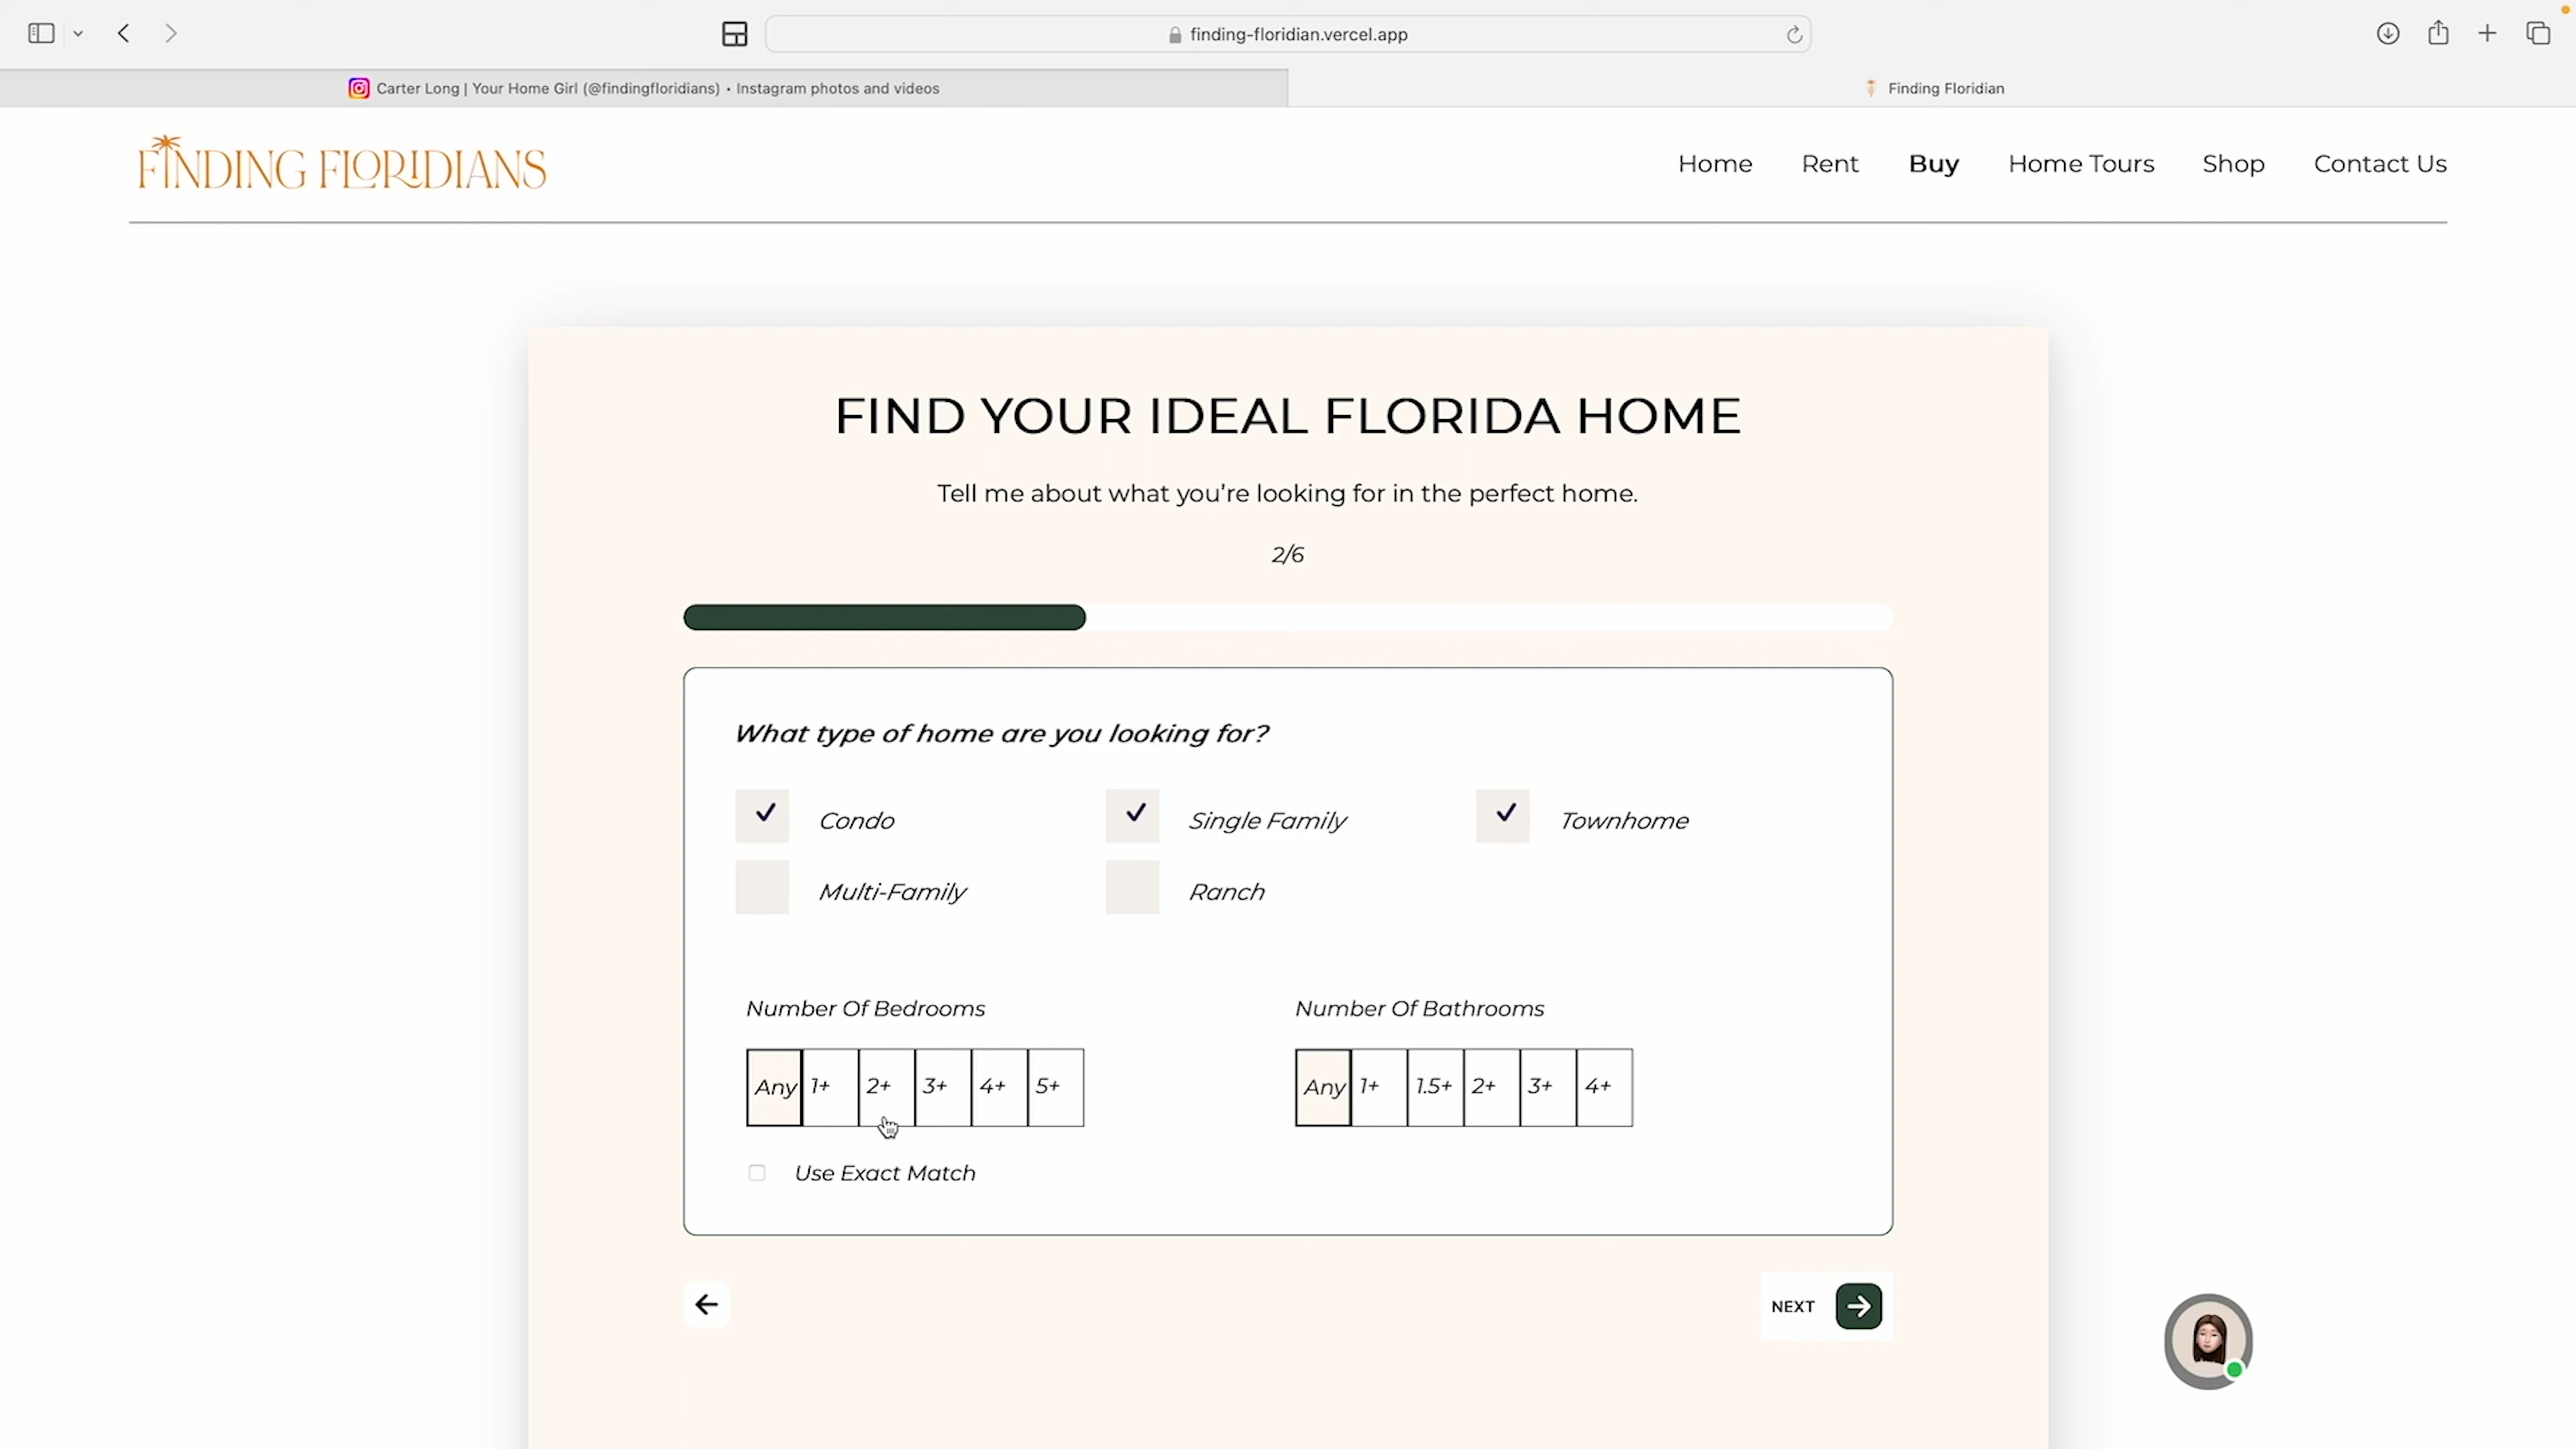 finding-floridian.vercel.app
Carter Long | Your Home Girl (@findingfloridians) • Instagram photos and videos
Finding Floridian
FINDING FLORIDIANS
Home Rent Buy Home Tours Shop Contact Us
FIND YOUR IDEAL FLORIDA HOME
Tell me about what you're looking for in the perfect home.
2/6
What type of home are you looking for?
Condo Single Family Townhome
Multi-Family Ranch
Number Of Bedrooms Number Of Bathrooms
Any 1+ 2+ 3+ 4+ 5+ Any 1+ 1.5+ 2+ 3+ 4+
Use Exact Match
NEXT